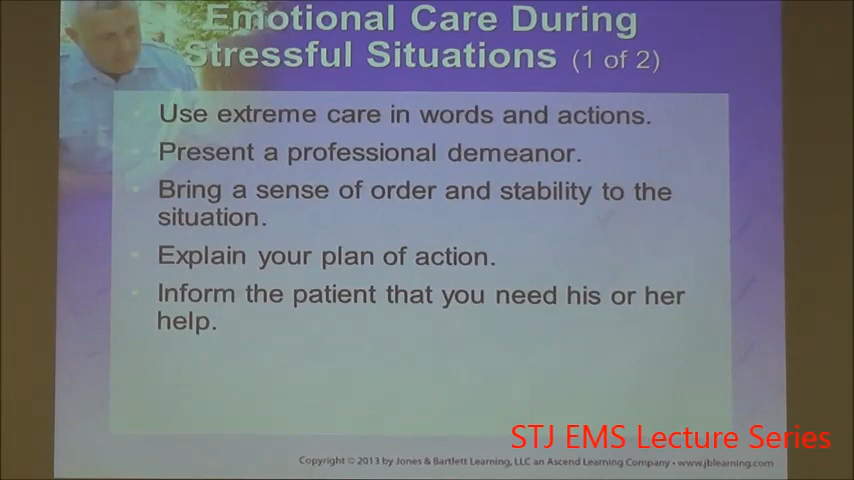 Emotional Care During
Stressful Situations (1 of 2)
Use extreme care in words and actions.
Present a professional demeanor.
Bring a sense of order and stability to the
situation.
Explain your plan of action.
Inform the patient that you need his or her
help.
STJ EMS Lecture Series
Copyright © 2013 by Jones & Bartlett Learning, LLC an Ascend Learning Company • www.jblearning.com